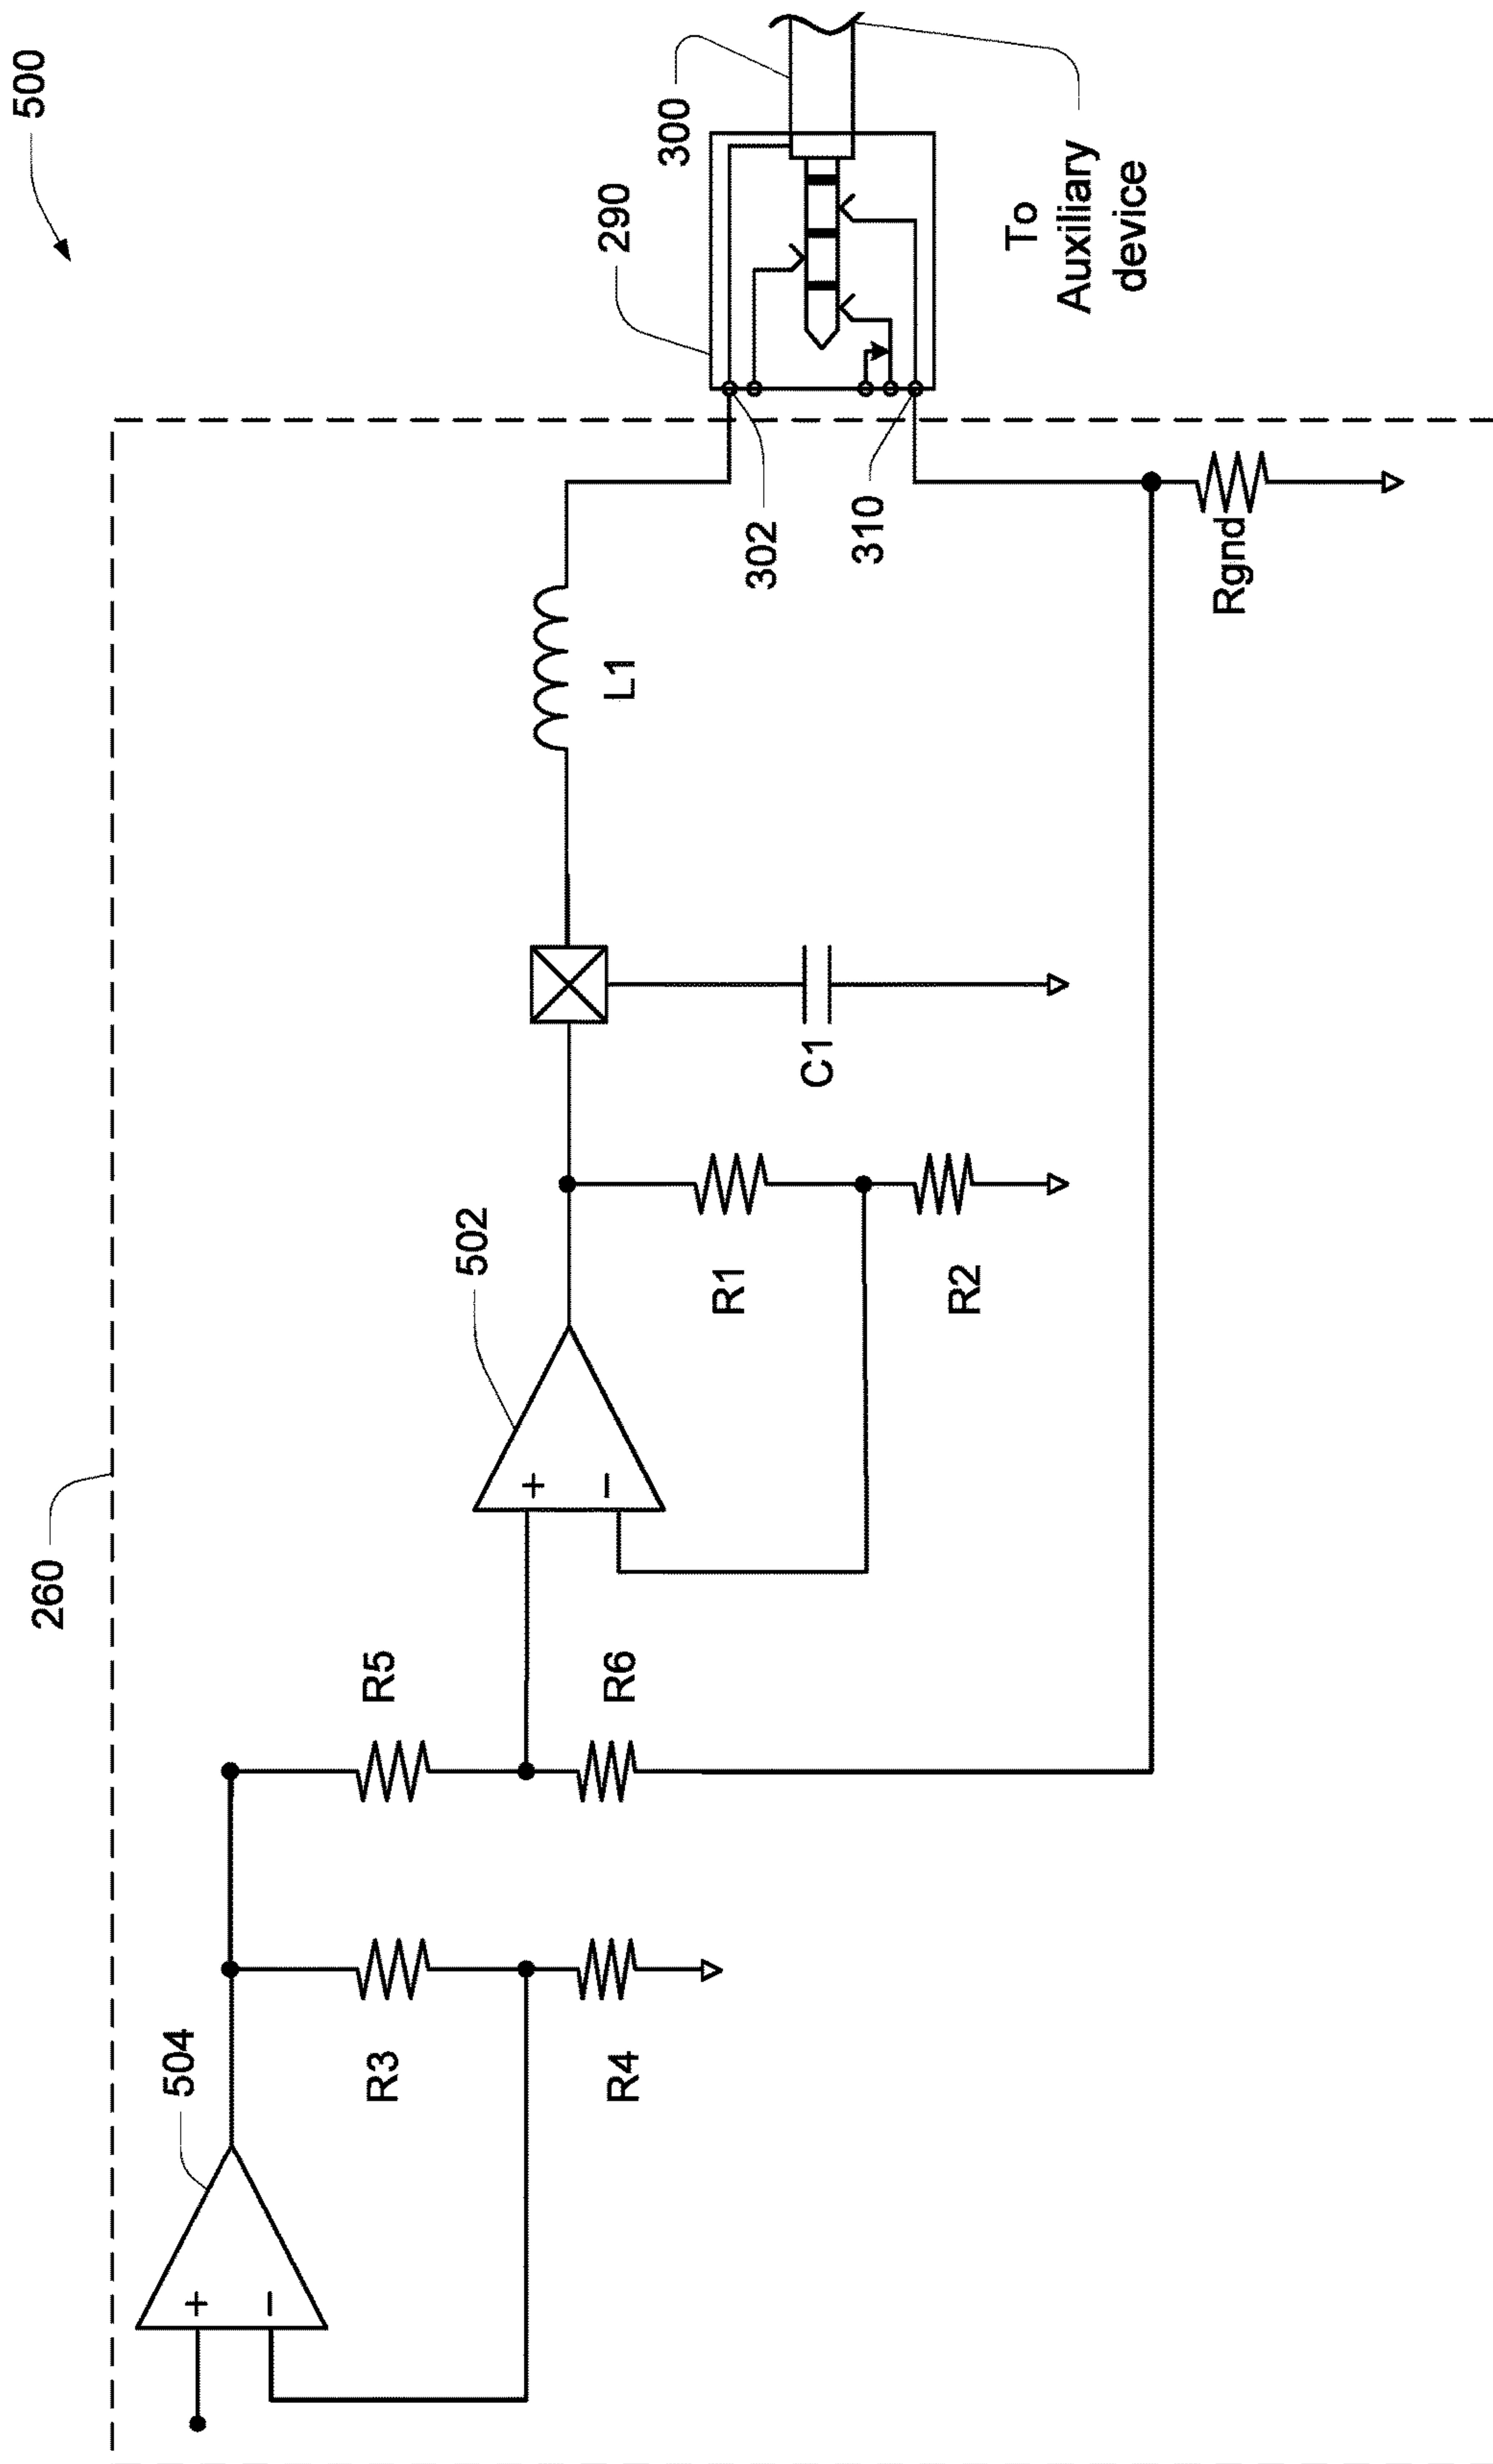 500
260
300
290
To
Auxiliary
device
302
310
L1
Rgnd
C1
502
+
−
R1
R2
R5
R6
504
+
−
R3
R4